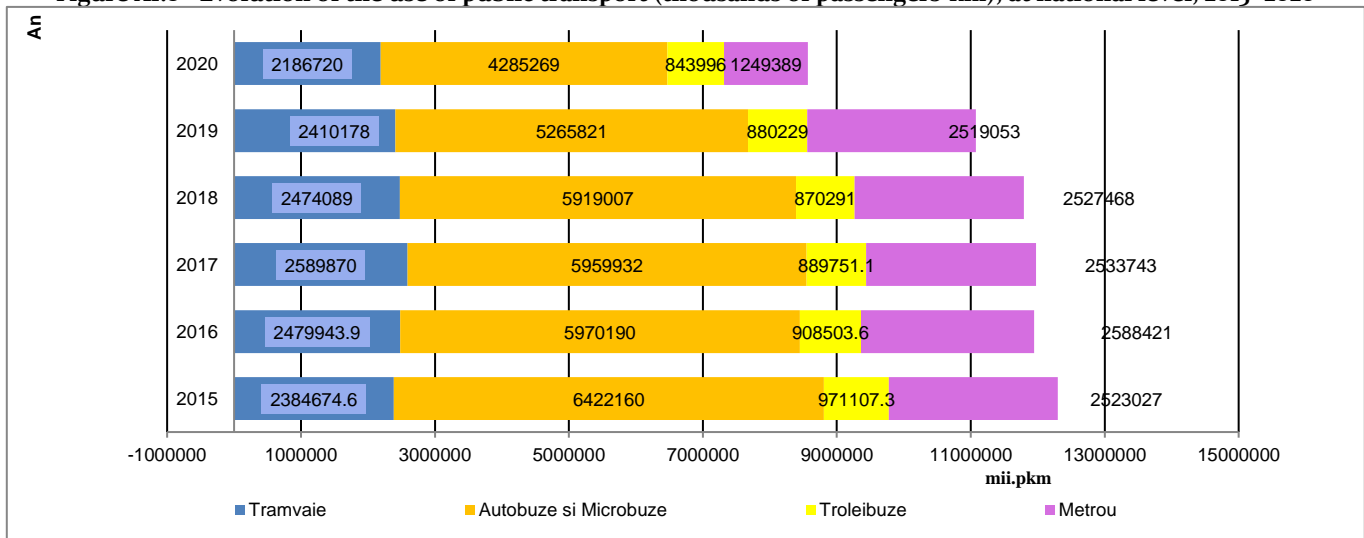 An
2020 2186720 4285269 843996 1249389
2019 2410178 5265821 880229 2519053
2018 2474089 5919007 870291 2527468
2017 2589870 5959932 889751.1 2533743
2016 2479943.9 5970190 908503.6 2588421
2015 2384674.6 6422160 971107.3 2523027
-1000000 1000000 3000000 5000000 7000000 9000000 11000000 13000000 15000000
mii.pkm
Tramvaie Autobuze si Microbuze Troleibuze Metrou